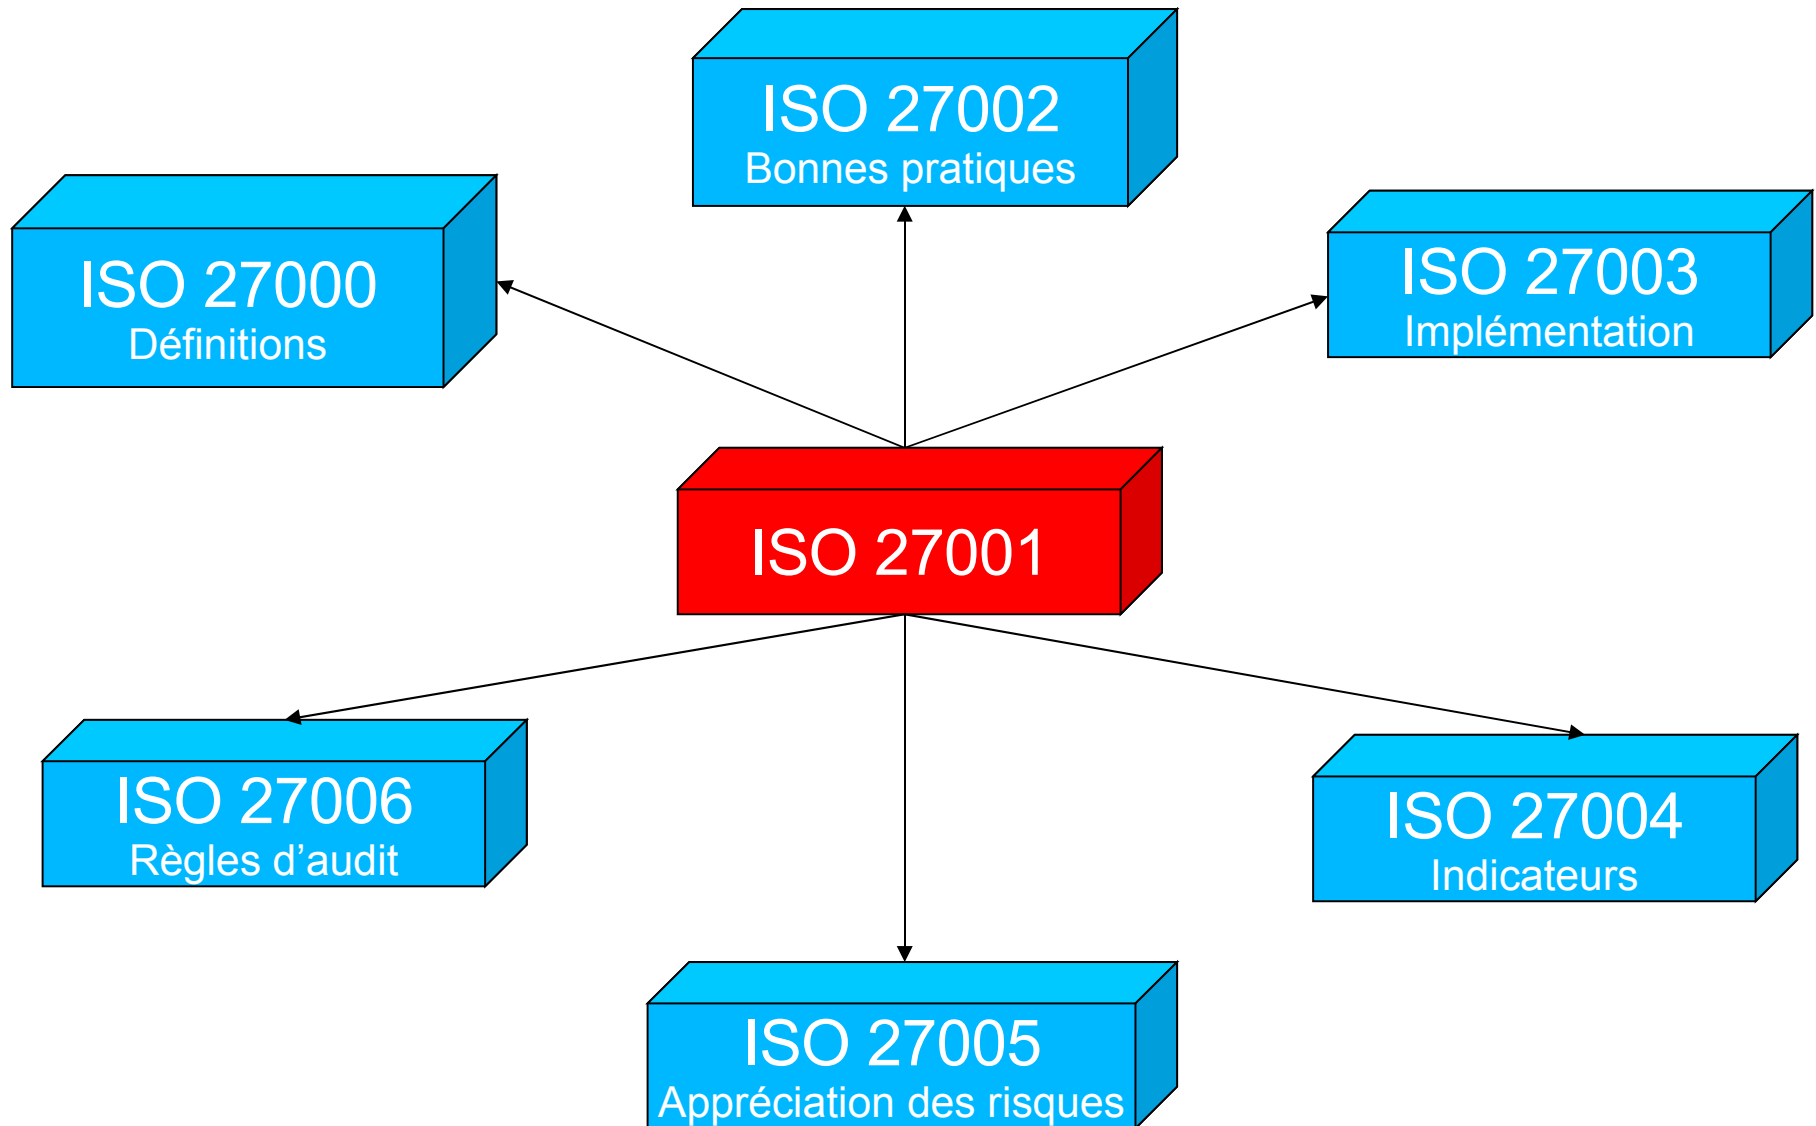 ISO 27002
Bonnes pratiques
ISO 27000
Définitions
ISO 27003
Implémentation
ISO 27001
ISO 27006
Règles d’audit
ISO 27004
Indicateurs
ISO 27005
Appréciation des risques